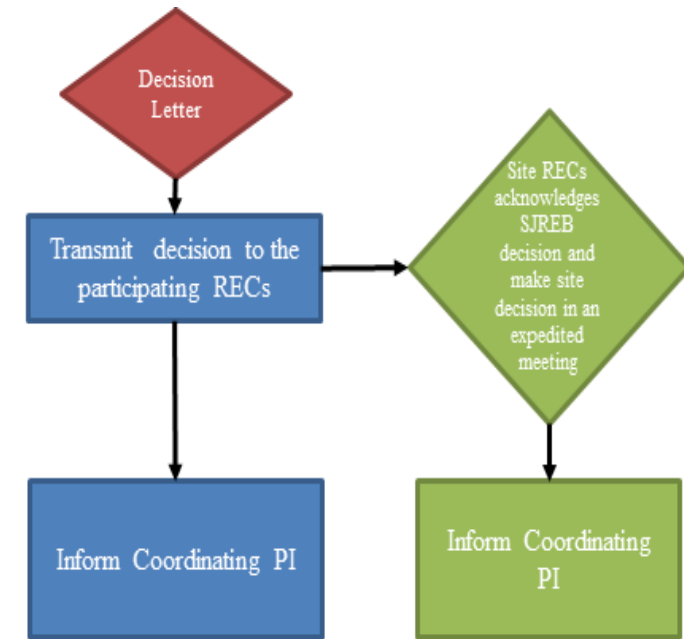 Decision
Letter
Transmit decision to the
participating RECs
Site RECs
acknowledges
SJREB
decision and
make site
decision in an
expedited
meeting
Inform Coordinating PI
Inform Coordinating
PI